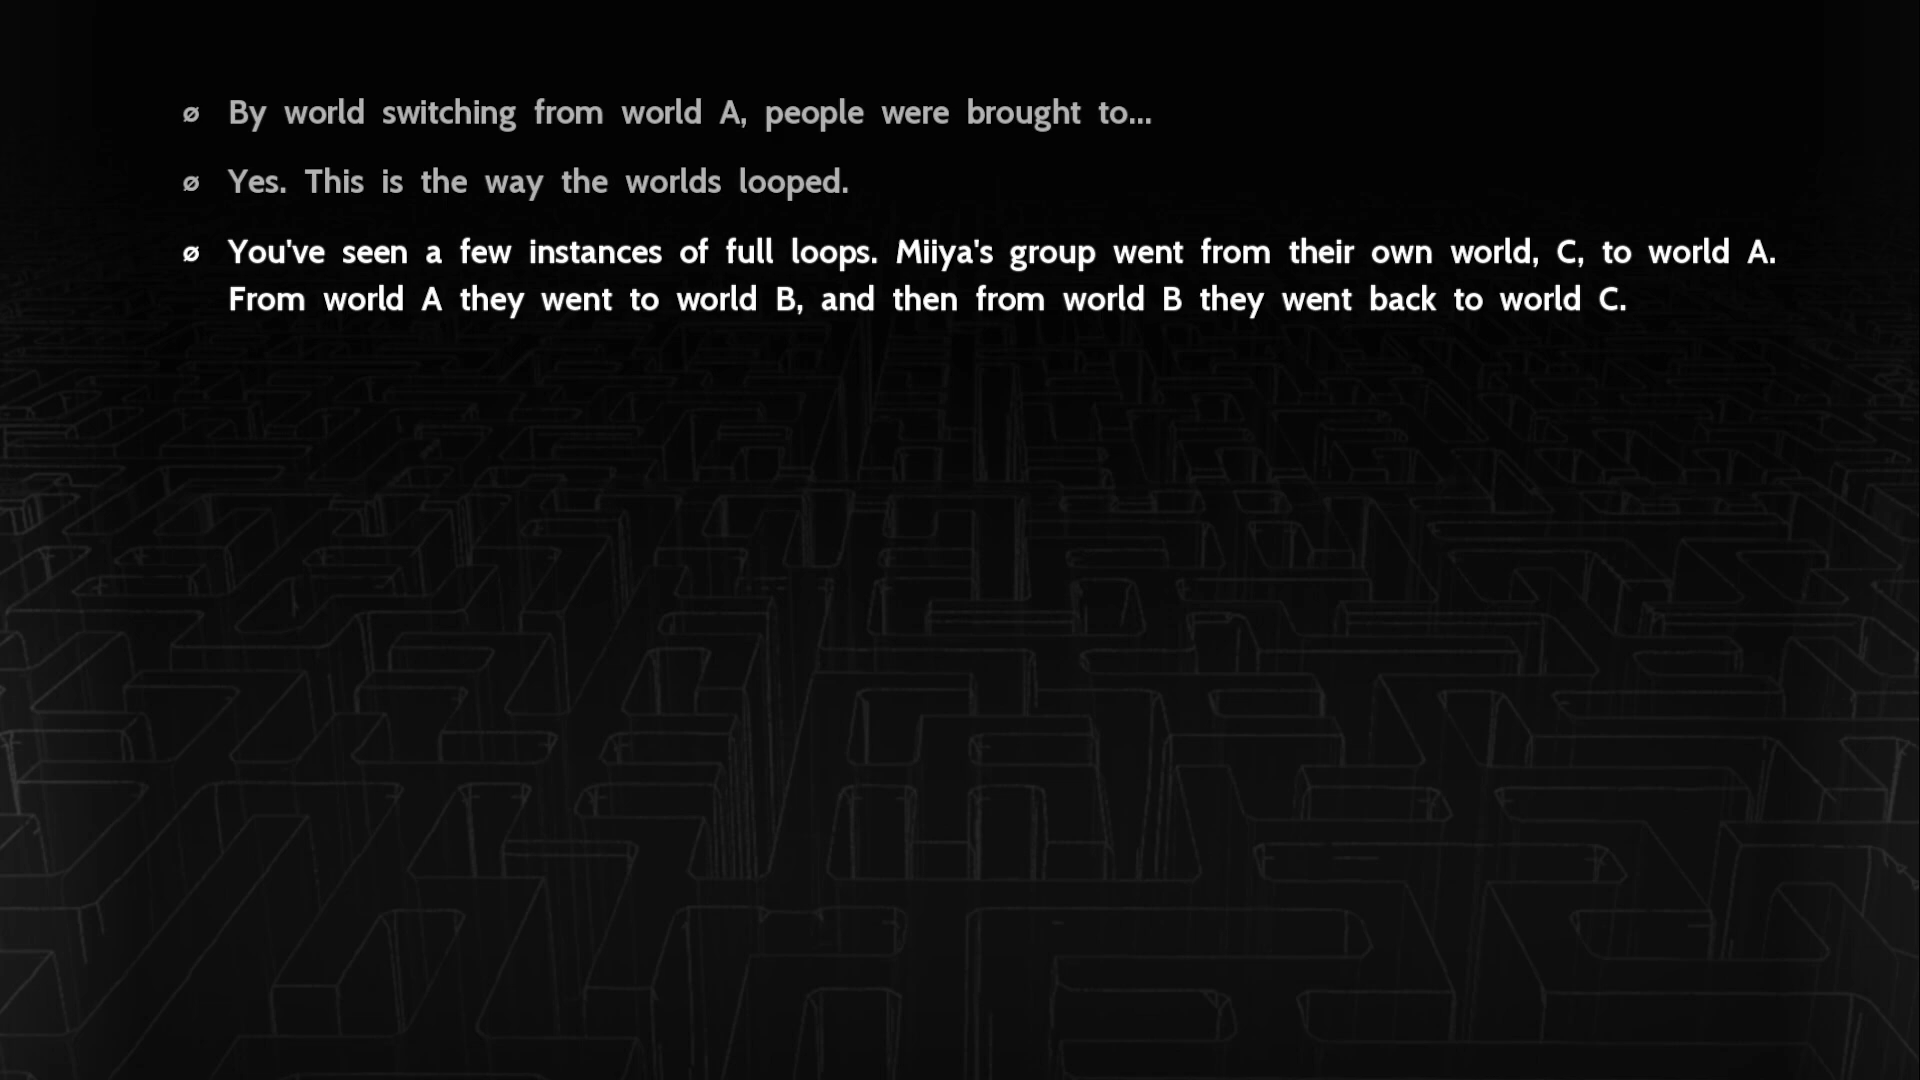 ø By world switching from world A, people were brought to...
ø Yes. This is the way the worlds looped.
ø You've seen a few instances of full loops. Miiya's group went from their own world, C, to world A.
From world A they went to world B, and then from world B they went back to world C.